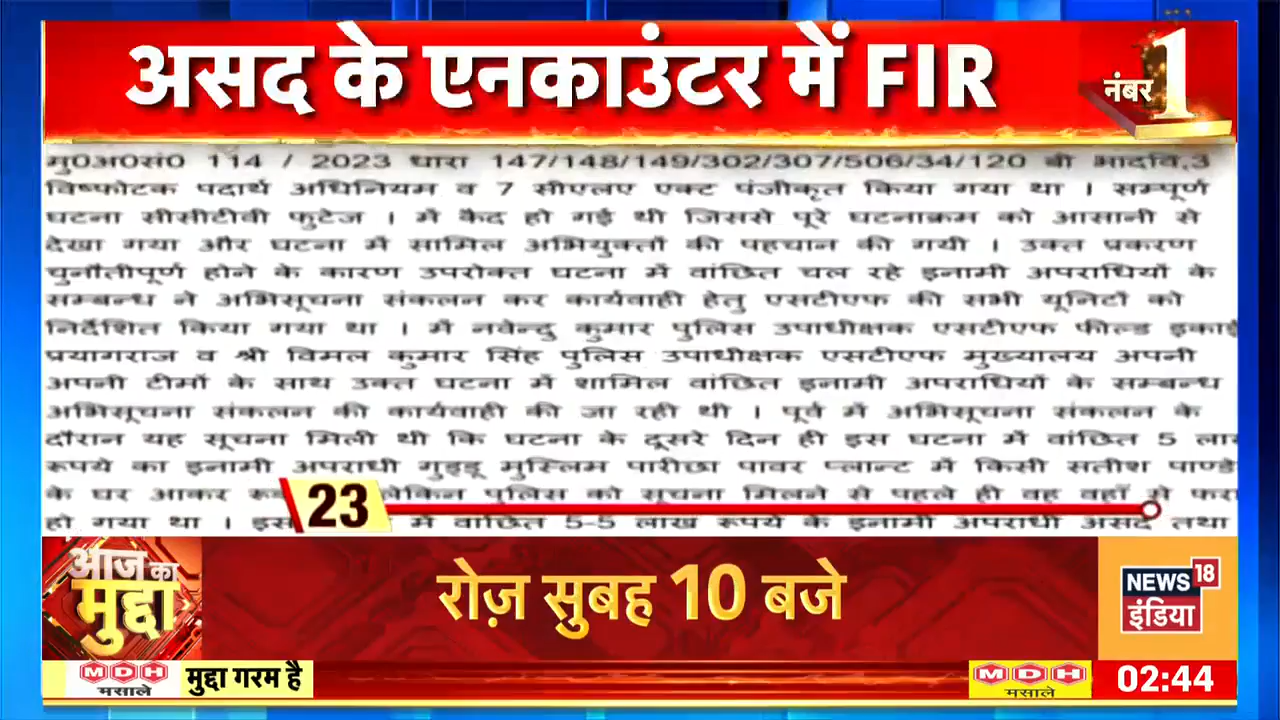 असद के एनकाउंटर में FIR
नंबर 1
मु0अ0सं0 114 / 2023 धारा 147/148/149/302/307/506/34/120 बी भादवि,3
विष्फोटक पदार्थ अधिनियम व 7 सीएलए एक्ट पंजीकृत किया गया था । सम्पूर्ण
घटना सीसीटीवी फुटेज । में कैद हो गई थी जिससे पूरे घटनाक्रम को आसानी से
देखा गया और घटना में सामिल अभियुक्तों की पहचान की गयी । उक्त प्रकरण
चुनौतीपूर्ण होने के कारण उपरोक्त घटना में वांछित चल रहे इनामी अपराधियों के
सम्बन्ध ने अभिसूचना संकलन कर कार्यवाही हेतु एसटीएफ की सभी यूनिटों को
निर्देशित किया गया था । में नवेन्दु कुमार पुलिस उपाधीक्षक एसटीएफ फील्ड इकाई
प्रयागराज व श्री विमल कुमार सिंह पुलिस उपाधीक्षक एसटीएफ मुख्यालय अपनी
अपनी टीमों के साथ उक्त घटना में शामिल वांछित इनामी अपराधियों के सम्बन्ध
अभिसूचना संकलन की कार्यवाही की जा रही थी । पूर्व में अभिसूचना संकलन के
दौरान यह सूचना मिली थी कि घटना के दूसरे दिन ही इस घटना में वांछित 5 ला
रूपये का इनामी अपराधी गुड्डू मुस्लिम पारीछा पावर प्लान्ट में किसी सतीश पाण्डे
के घर आकर लेकिन पुलिस को सूचना मिलने से पहले ही वह वहाँ से फरा
हो गया था । इस में वांछित 5-5 लाख रूपये के इनामी अपराधी असद तथा
23
आज का
मुद्दा
रोज़ सुबह 10 बजे
NEWS 18
इंडिया
MDH
मसाले
मुद्दा गरम है
MDH
मसाले
02:44